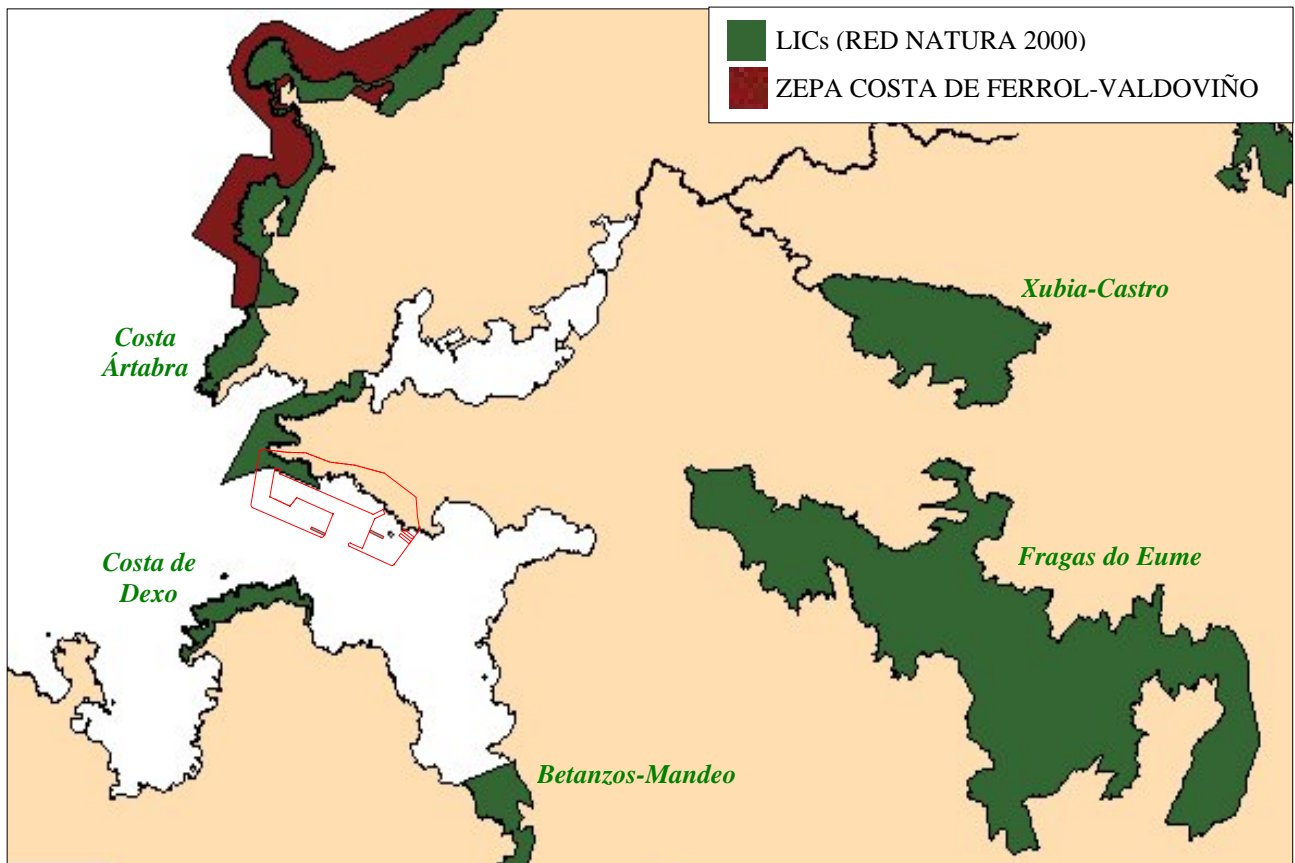 LICs (RED NATURA 2000)
ZEPA COSTA DE FERROL-VALDOVIÑO
Xubia-Castro
Costa
Ártabra
Fragas do Eume
Costa de
Dexo
Betanzos-Mandeo